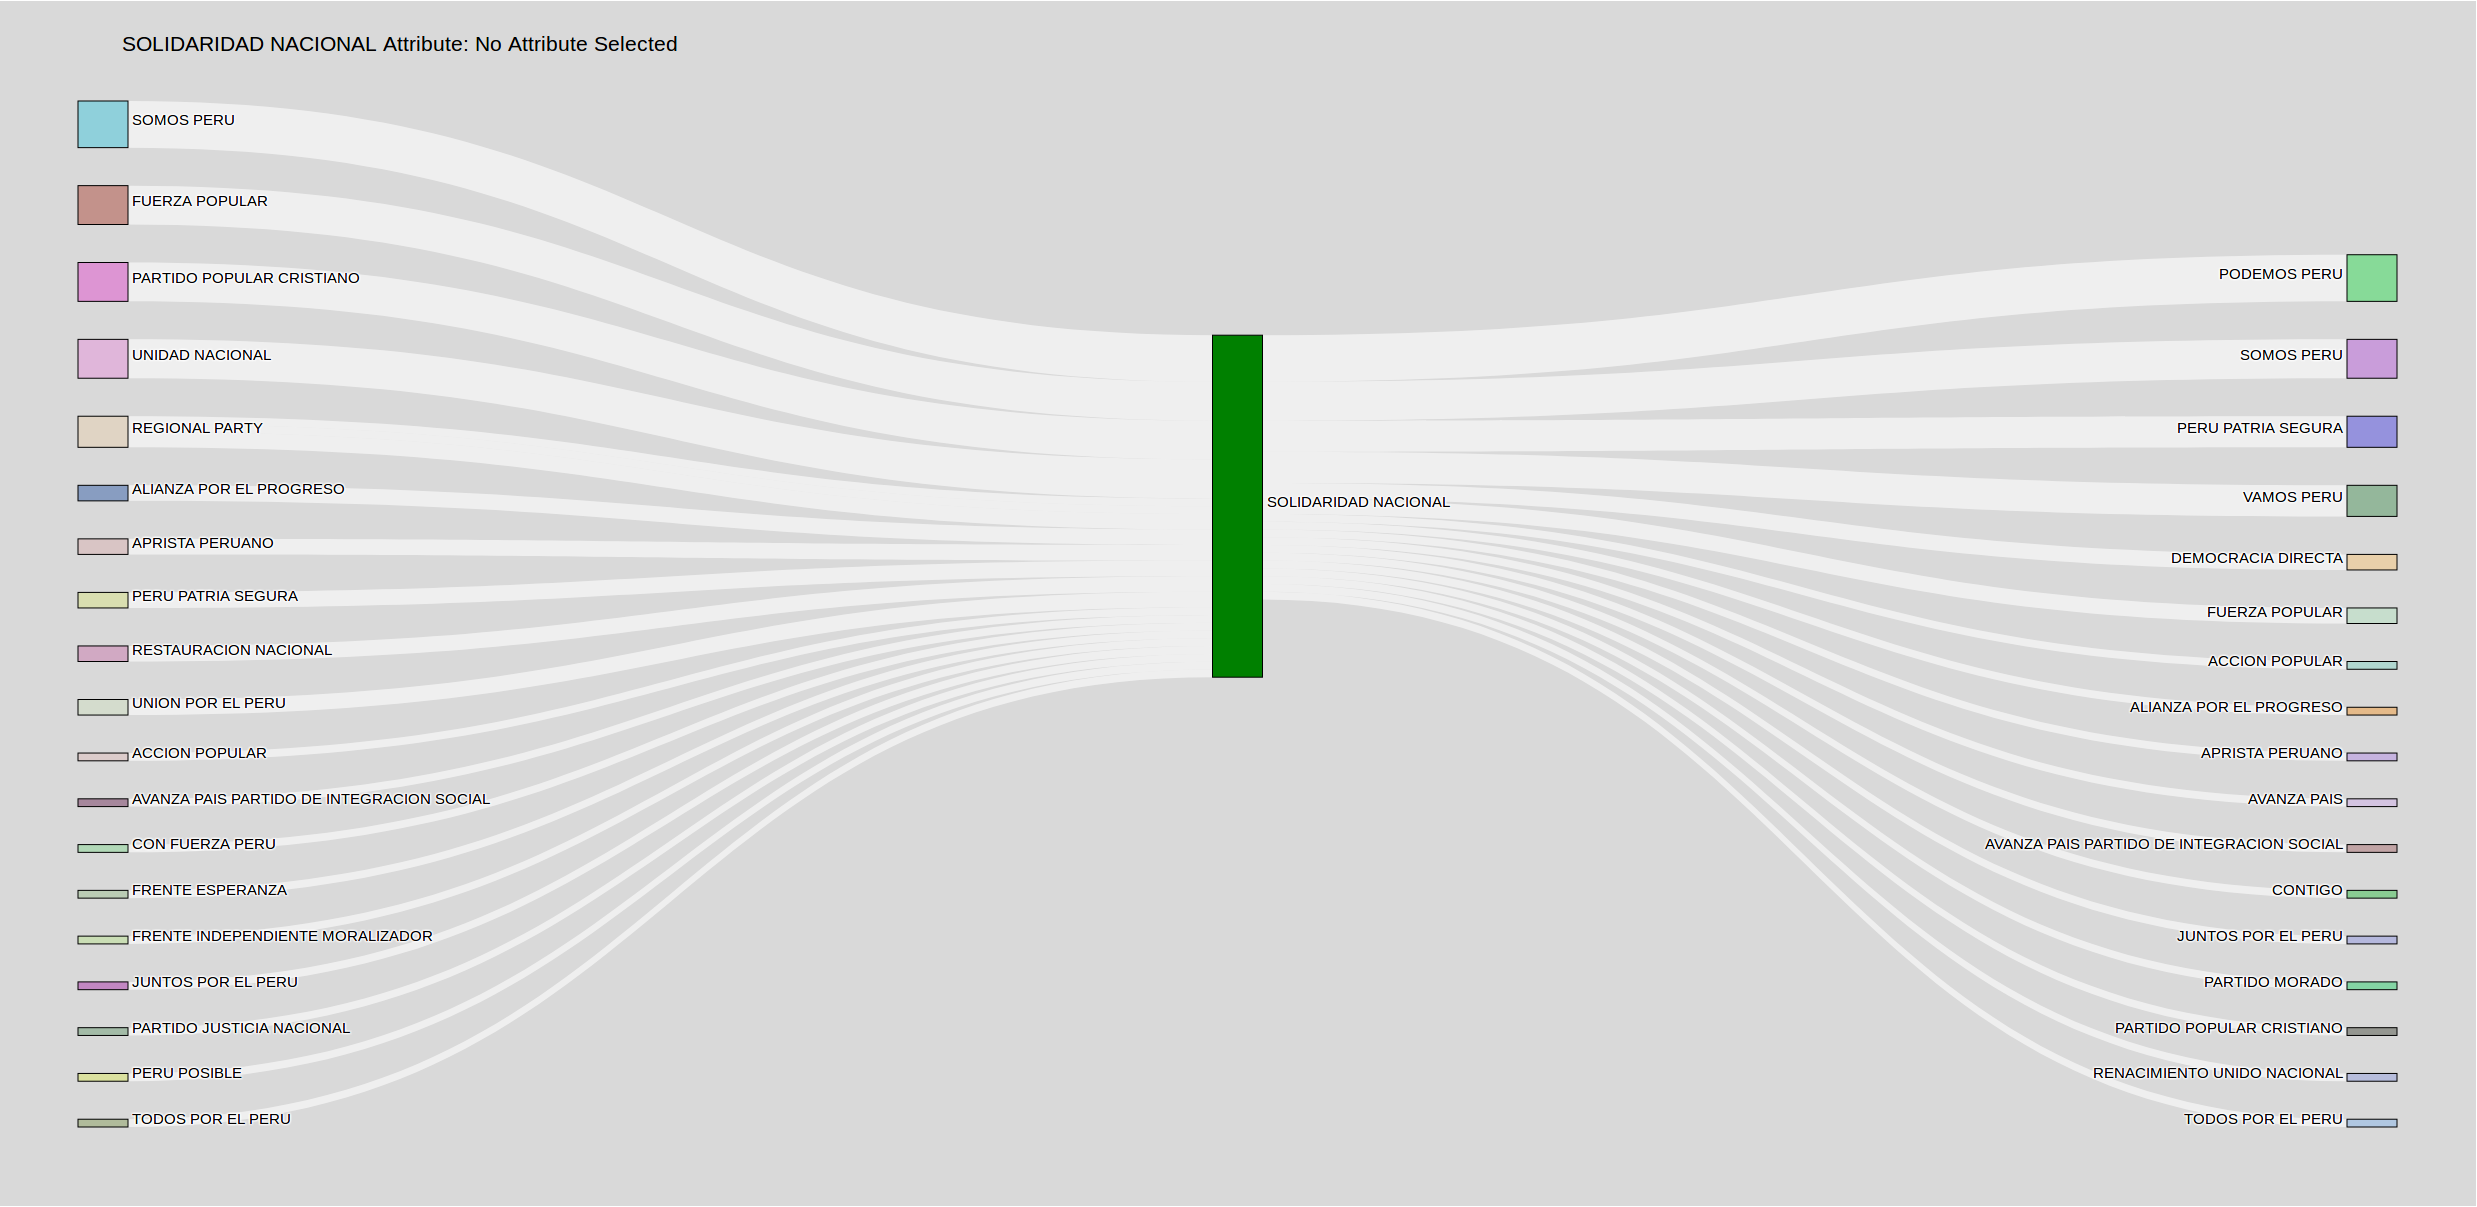 SOLIDARIDAD NACIONAL Attribute: No Attribute Selected
SOMOS PERU
FUERZA POPULAR
PARTIDO POPULAR CRISTIANO
UNIDAD NACIONAL
REGIONAL PARTY
ALIANZA POR EL PROGRESO
APRISTA PERUANO
PERU PATRIA SEGURA
RESTAURACION NACIONAL
UNION POR EL PERU
ACCION POPULAR
AVANZA PAIS PARTIDO DE INTEGRACION SOCIAL
CON FUERZA PERU
FRENTE ESPERANZA
FRENTE INDEPENDIENTE MORALIZADOR
JUNTOS POR EL PERU
PARTIDO JUSTICIA NACIONAL
PERU POSIBLE
TODOS POR EL PERU
SOLIDARIDAD NACIONAL
PODEMOS PERU
SOMOS PERU
PERU PATRIA SEGURA
VAMOS PERU
DEMOCRACIA DIRECTA
FUERZA POPULAR
ACCION POPULAR
ALIANZA POR EL PROGRESO
APRISTA PERUANO
AVANZA PAIS
AVANZA PAIS PARTIDO DE INTEGRACION SOCIAL
CONTIGO
JUNTOS POR EL PERU
PARTIDO MORADO
PARTIDO POPULAR CRISTIANO
RENACIMIENTO UNIDO NACIONAL
TODOS POR EL PERU